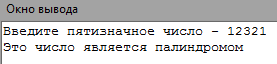 Окно вывода
Введите пятизначное число - 12321
Это число является палиндромом